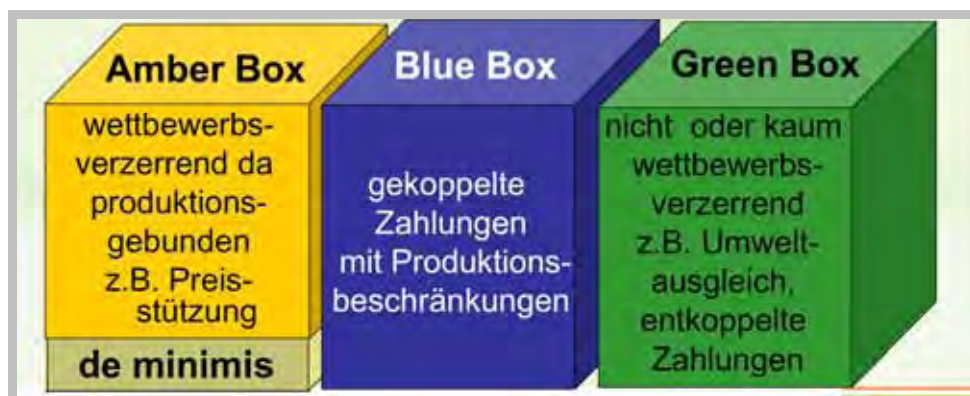 Amber Box
wettbewerbs-
verzerrend da
produktions-
gebunden
z.B. Preis-
stützung
de minimis
Blue Box
gekoppelte
Zahlungen
mit Produktions-
beschränkungen
Green Box
nicht oder kaum
wettbewerbs-
verzerrend
z.B. Umwelt-
ausgleich,
entkoppelte
Zahlungen